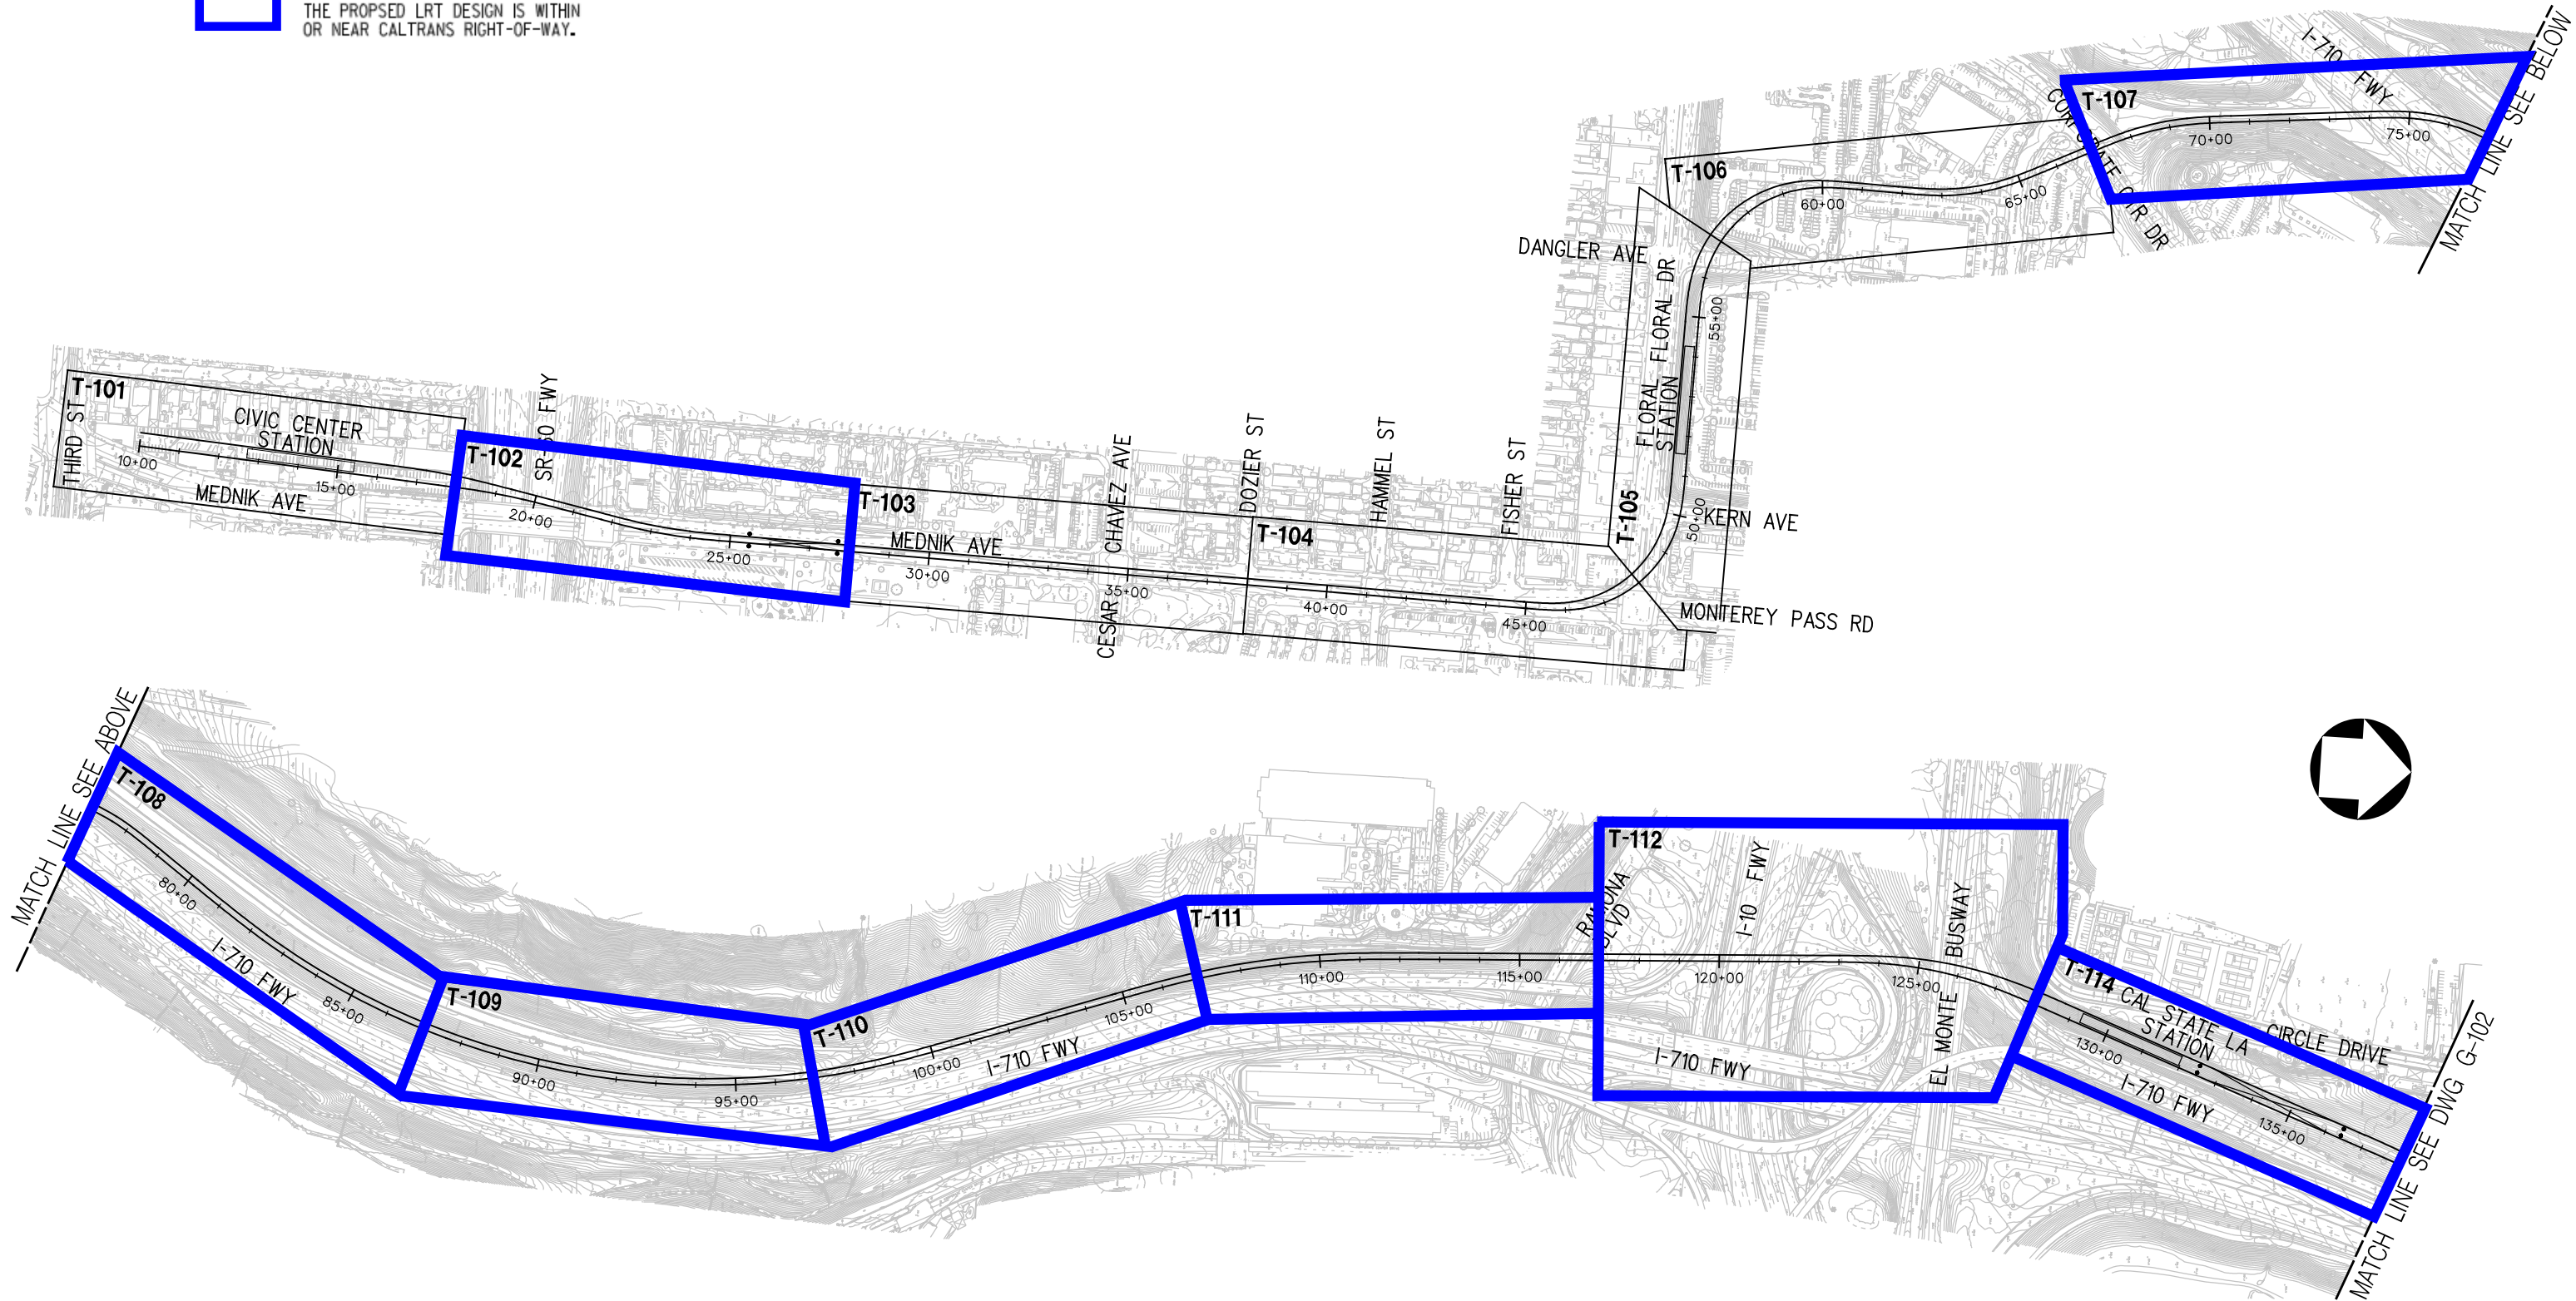 THE PROPSED LRT DESIGN IS WITHIN
OR NEAR CALTRANS RIGHT-OF-WAY.
I-710 FWY
MATCH LINE SEE BELOW
T-107
CORPORATE CTR DR
70+00
75+00
T-106
60+00
65+00
DANGLER AVE
FLORAL DR
FLORAL
STATION
FLORAL DR
55+00
T-105
50+00
KERN AVE
MONTEREY PASS RD
T-101
THIRD ST
CIVIC CENTER
STATION
10+00
15+00
MEDNIK AVE
T-102
SR-60 FWY
20+00
25+00
T-103
MEDNIK AVE
30+00
CESAR CHAVEZ AVE
35+00
DOZIER ST
T-104
HAMMEL ST
40+00
FISHER ST
45+00
MATCH LINE SEE ABOVE
T-108
80+00
I-710 FWY
85+00
T-109
90+00
95+00
T-110
100+00
I-710 FWY
105+00
T-111
110+00
115+00
RAMONA
BLVD
T-112
I-10 FWY
120+00
I-710 FWY
125+00
EL MONTE BUSWAY
T-114
CAL STATE LA
STATION
CIRCLE DRIVE
130+00
I-710 FWY
135+00
MATCH LINE SEE DWG G-102